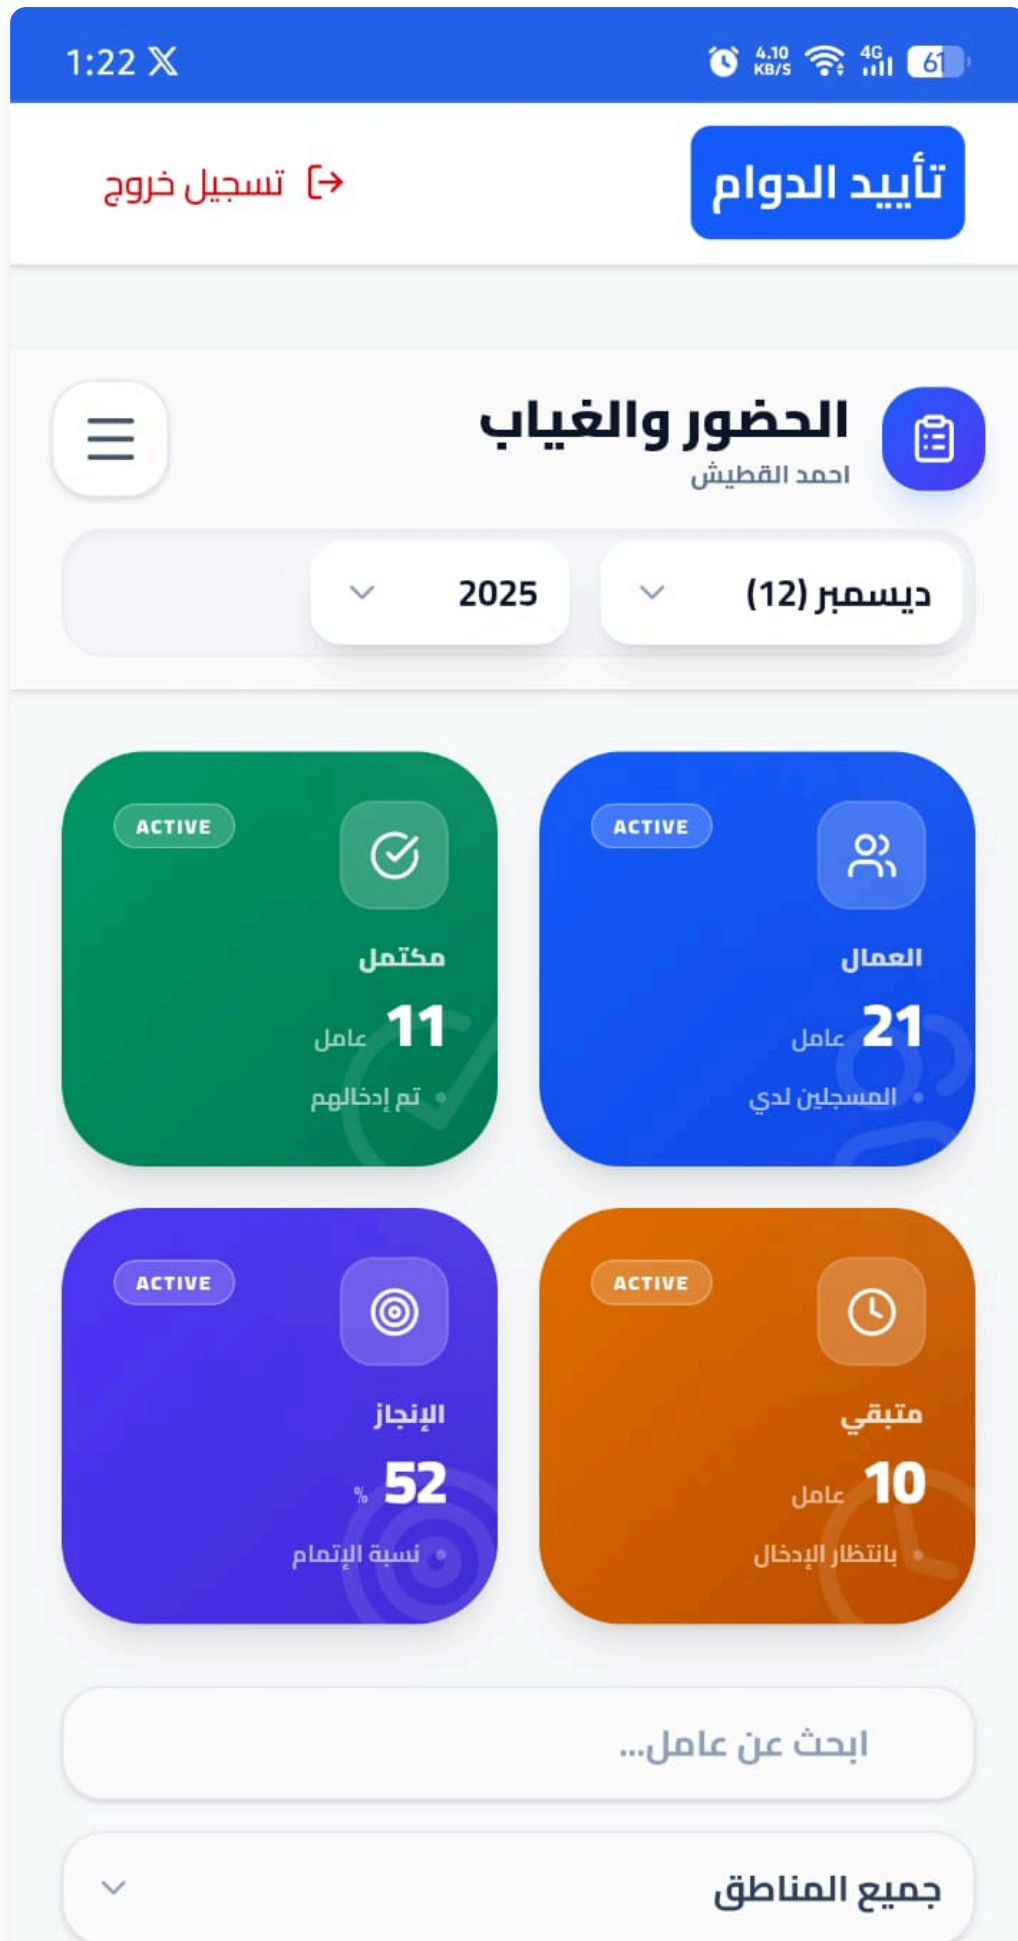 1:22 X 4.10 KB/S 4G 61
تأييد الدوام
تسجيل خروج
الحضور والغياب
احمد القطيش
ديسمبر (12)
2025
ACTIVE
العمال
21 عامل
المسجلين لدي
ACTIVE
مكتمل
11 عامل
تم إدخالهم
ACTIVE
متبقي
10 عامل
بانتظار الإدخال
ACTIVE
الإنجاز
52 %
نسبة الإتمام
ابحث عن عامل...
جميع المناطق